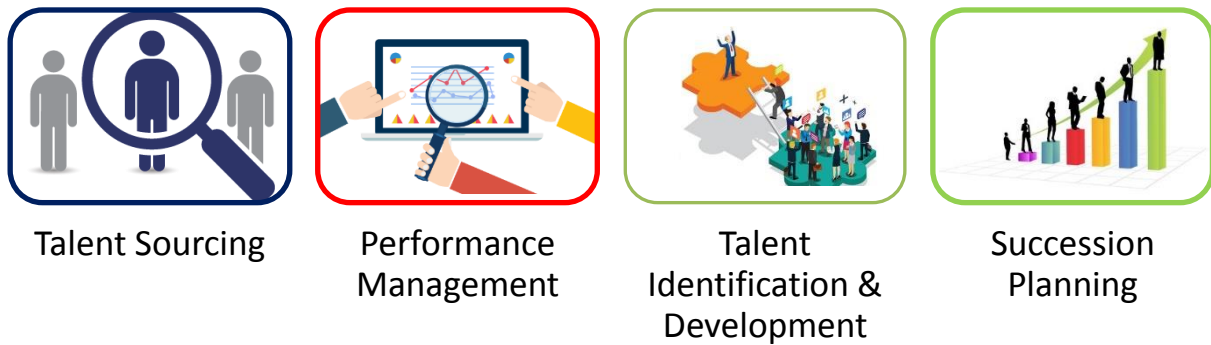 Talent Sourcing
Performance
Management
Talent
Identification &
Development
Succession
Planning